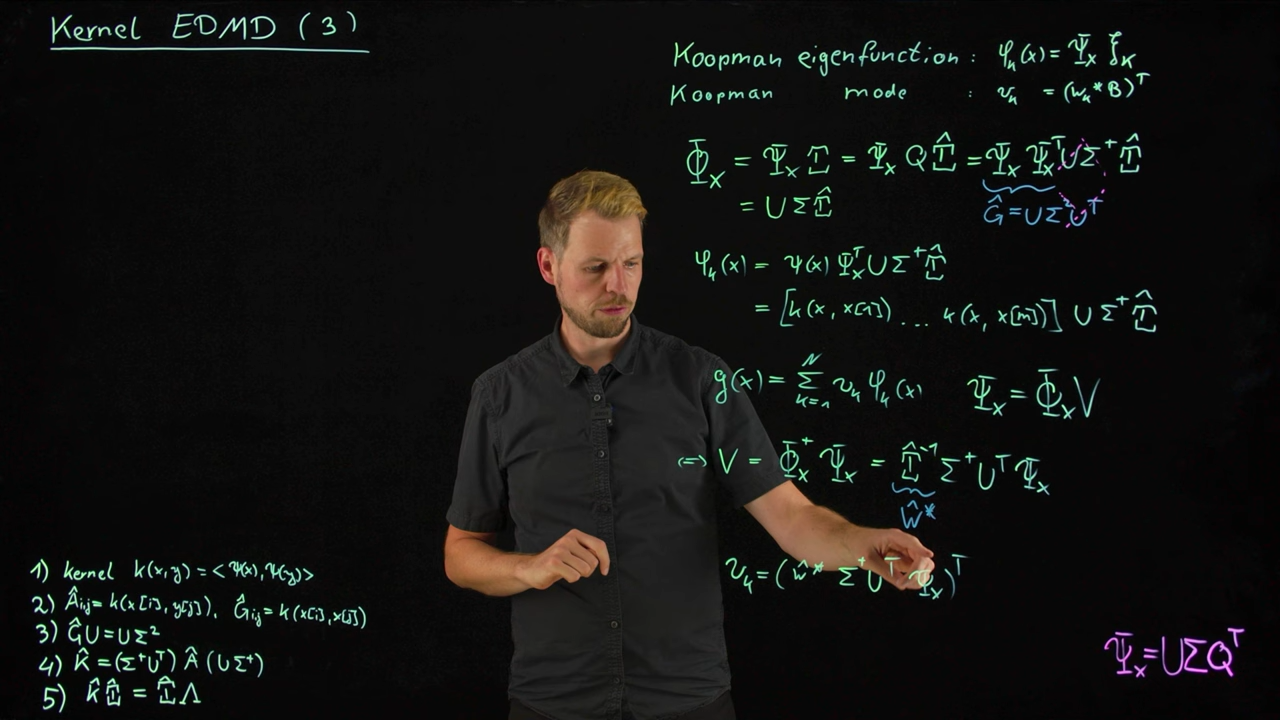 Kernel EDMD (3)
Koopman eigenfunction : φₖ(x) = Ψₓ ξₖ
Koopman mode : vₖ = (wₖ* B)ᵀ
Φₓ = Ψₓ Ξ = Ψₓ Q Ξ̂ = Ψₓ Ψₓᵀ U Σ⁺ Ξ̂
= U Σ Ξ̂
Ĝ = U Σ² Uᵀ
φₖ(x) = ψ(x) Ψₓᵀ U Σ⁺ Ξ̂
= [k(x, x[1]) ... k(x, x[m])] U Σ⁺ Ξ̂
g(x) = Σₖ₌₁ᴺ vₖ φₖ(x) Ψₓ = Φₓ V
⇔ V = Φₓ⁺ Ψₓ = Ξ̂⁻¹ Σ⁺ Uᵀ Ψₓ
Ŵ*
vₖ = (ŵ* Σ⁺ Uᵀ Ψₓ)ᵀ
1) kernel k(x,y) = <Ψ(x), Ψ(y)>
2) Âᵢⱼ = k(x[i], y[j]), Ĝᵢⱼ = k(x[i], x[j])
3) ĜU = UΣ²
4) K̂ = (Σ⁺Uᵀ) Â (UΣ⁺)
5) K̂ Ξ̂ = Ξ̂ Λ
Ψₓ = UΣQᵀ